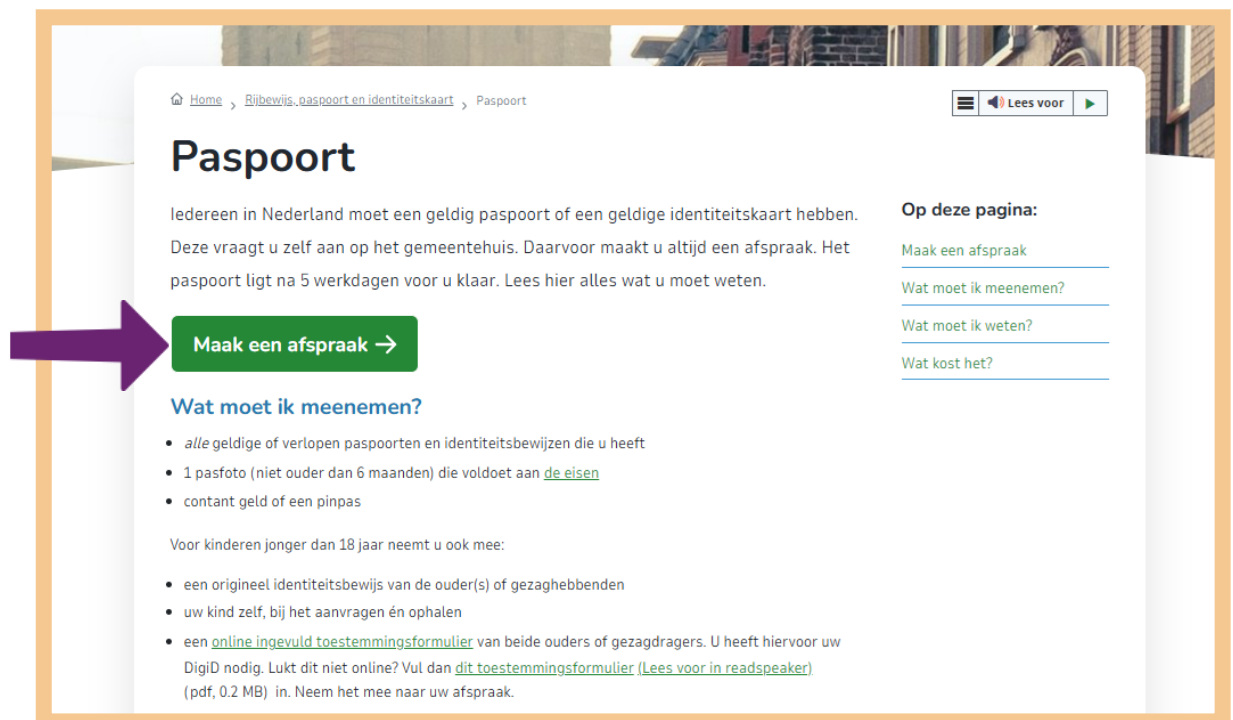 Home > Rijbewijs, paspoort en identiteitskaart > Paspoort
Lees voor
Paspoort
Iedereen in Nederland moet een geldig paspoort of een geldige identiteitskaart hebben.
Deze vraagt u zelf aan op het gemeentehuis. Daarvoor maakt u altijd een afspraak. Het
paspoort ligt na 5 werkdagen voor u klaar. Lees hier alles wat u moet weten.
Maak een afspraak →
Wat moet ik meenemen?
• alle geldige of verlopen paspoorten en identiteitsbewijzen die u heeft
• 1 pasfoto (niet ouder dan 6 maanden) die voldoet aan de eisen
• contant geld of een pinpas
Voor kinderen jonger dan 18 jaar neemt u ook mee:
• een origineel identiteitsbewijs van de ouder(s) of gezaghebbenden
• uw kind zelf, bij het aanvragen én ophalen
• een online ingevuld toestemmingsformulier van beide ouders of gezagdragers. U heeft hiervoor uw
DigiD nodig. Lukt dit niet online? Vul dan dit toestemmingsformulier (Lees voor in readspeaker)
(pdf, 0.2 MB) in. Neem het mee naar uw afspraak.
Op deze pagina:
Maak een afspraak
Wat moet ik meenemen?
Wat moet ik weten?
Wat kost het?